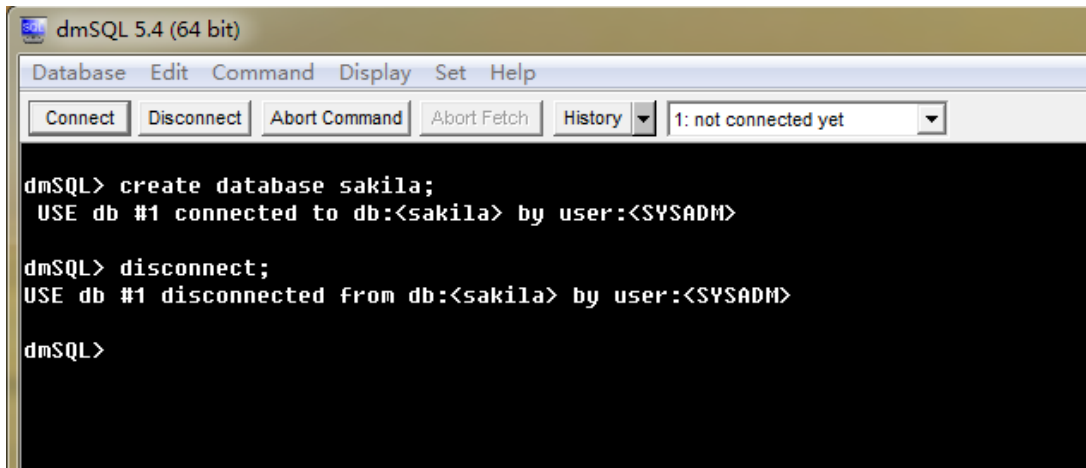 dmSQL 5.4 (64 bit)
Database Edit Command Display Set Help
Connect Disconnect Abort Command Abort Fetch History 1: not connected yet
dmSQL> create database sakila;
USE db #1 connected to db:<sakila> by user:<SYSADM>
dmSQL> disconnect;
USE db #1 disconnected from db:<sakila> by user:<SYSADM>
dmSQL>